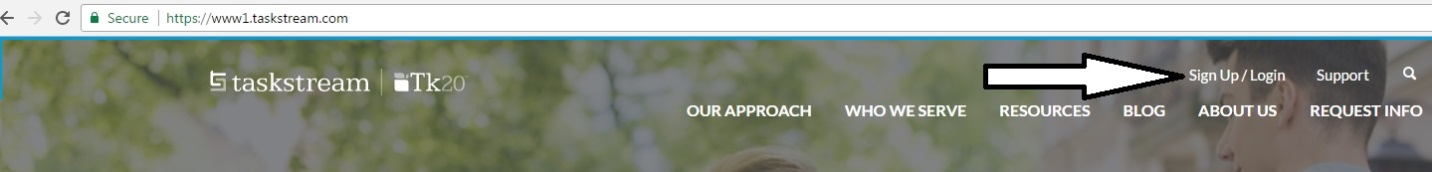 Secure | https://www1.taskstream.com
taskstream | Tk20™
Sign Up / Login Support
OUR APPROACH WHO WE SERVE RESOURCES BLOG ABOUT US REQUEST INFO